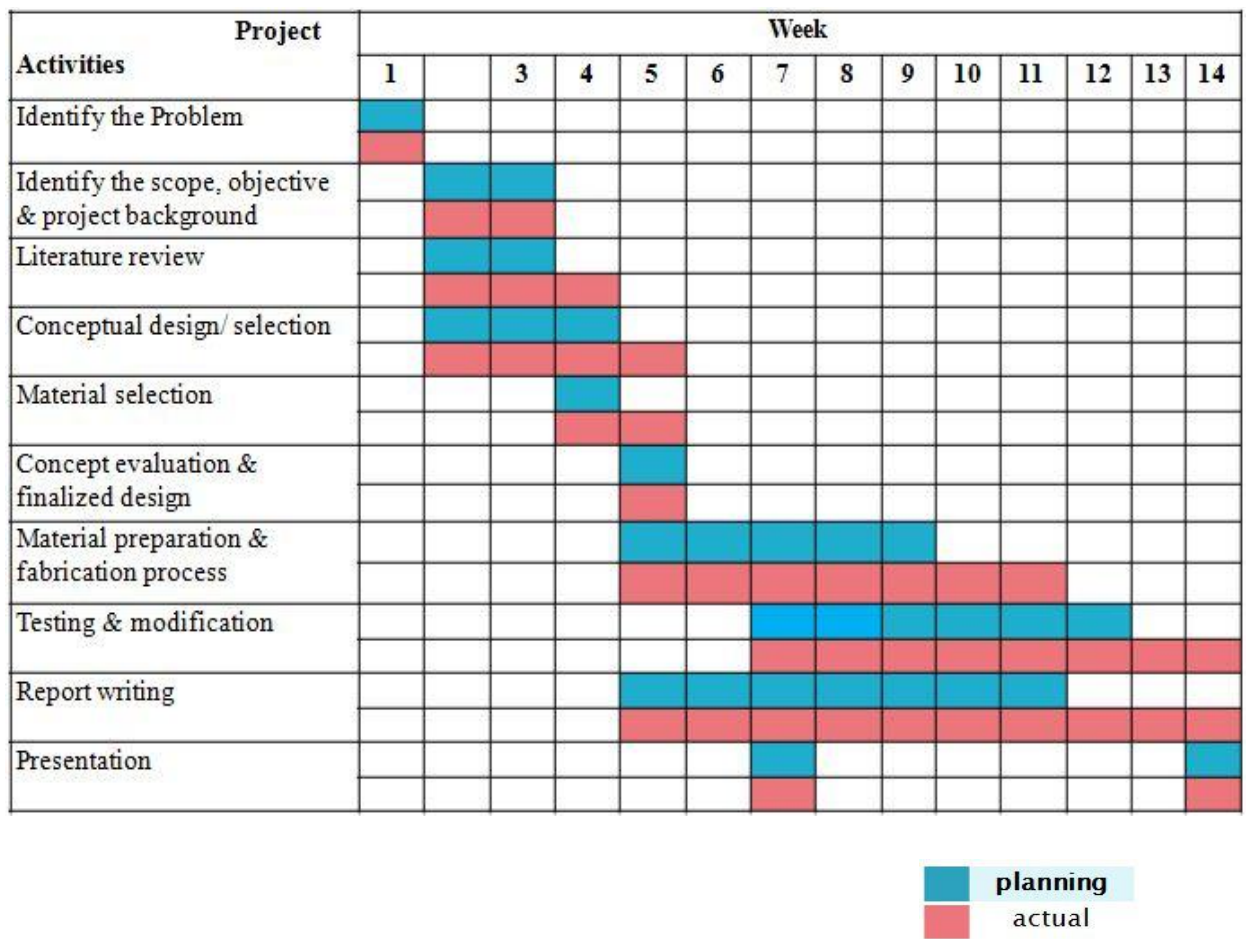 Project
Week
Activities
1 3 4 5 6 7 8 9 10 11 12 13 14
Identify the Problem
Identify the scope, objective
& project background
Literature review
Conceptual design/ selection
Material selection
Concept evaluation &
finalized design
Material preparation &
fabrication process
Testing & modification
Report writing
Presentation
planning
actual